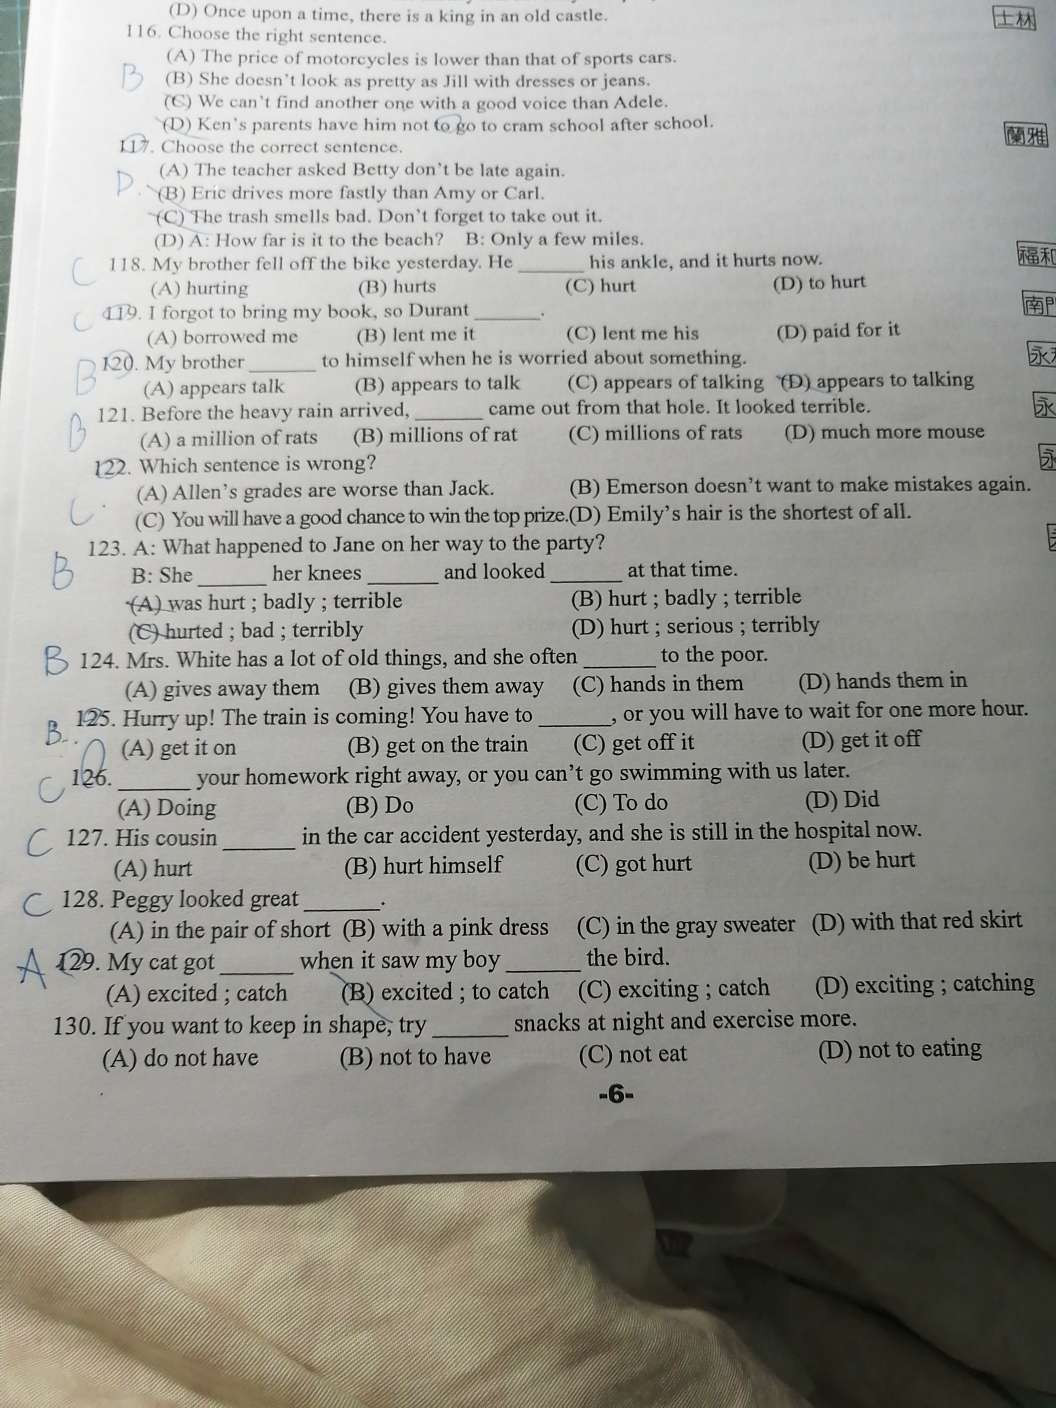 (D) Once upon a time, there is a king in an old castle.
士林
116. Choose the right sentence.
(A) The price of motorcycles is lower than that of sports cars.
B (B) She doesn't look as pretty as Jill with dresses or jeans.
(C) We can't find another one with a good voice than Adele.
(D) Ken's parents have him not to go to cram school after school.
蘭雅
117. Choose the correct sentence.
(A) The teacher asked Betty don't be late again.
D. (B) Eric drives more fastly than Amy or Carl.
(C) The trash smells bad. Don't forget to take out it.
(D) A: How far is it to the beach? B: Only a few miles.
福和
C 118. My brother fell off the bike yesterday. He ______ his ankle, and it hurts now.
(A) hurting (B) hurts (C) hurt (D) to hurt
南門
C 119. I forgot to bring my book, so Durant ______.
(A) borrowed me (B) lent me it (C) lent me his (D) paid for it
永
B 120. My brother ______ to himself when he is worried about something.
(A) appears talk (B) appears to talk (C) appears of talking (D) appears to talking
永
121. Before the heavy rain arrived, ______ came out from that hole. It looked terrible.
(A) a million of rats (B) millions of rat (C) millions of rats (D) much more mouse
永
122. Which sentence is wrong?
(A) Allen's grades are worse than Jack. (B) Emerson doesn't want to make mistakes again.
C. (C) You will have a good chance to win the top prize. (D) Emily's hair is the shortest of all.
123. A: What happened to Jane on her way to the party?
B B: She ______ her knees ______ and looked ______ at that time.
(A) was hurt ; badly ; terrible (B) hurt ; badly ; terrible
(C) hurted ; bad ; terribly (D) hurt ; serious ; terribly
B 124. Mrs. White has a lot of old things, and she often ______ to the poor.
(A) gives away them (B) gives them away (C) hands in them (D) hands them in
B. 125. Hurry up! The train is coming! You have to ______, or you will have to wait for one more hour.
(A) get it on (B) get on the train (C) get off it (D) get it off
C 126. ______ your homework right away, or you can't go swimming with us later.
(A) Doing (B) Do (C) To do (D) Did
C 127. His cousin ______ in the car accident yesterday, and she is still in the hospital now.
(A) hurt (B) hurt himself (C) got hurt (D) be hurt
C 128. Peggy looked great ______.
(A) in the pair of short (B) with a pink dress (C) in the gray sweater (D) with that red skirt
A 129. My cat got ______ when it saw my boy ______ the bird.
(A) excited ; catch (B) excited ; to catch (C) exciting ; catch (D) exciting ; catching
130. If you want to keep in shape, try ______ snacks at night and exercise more.
(A) do not have (B) not to have (C) not eat (D) not to eating
-6-